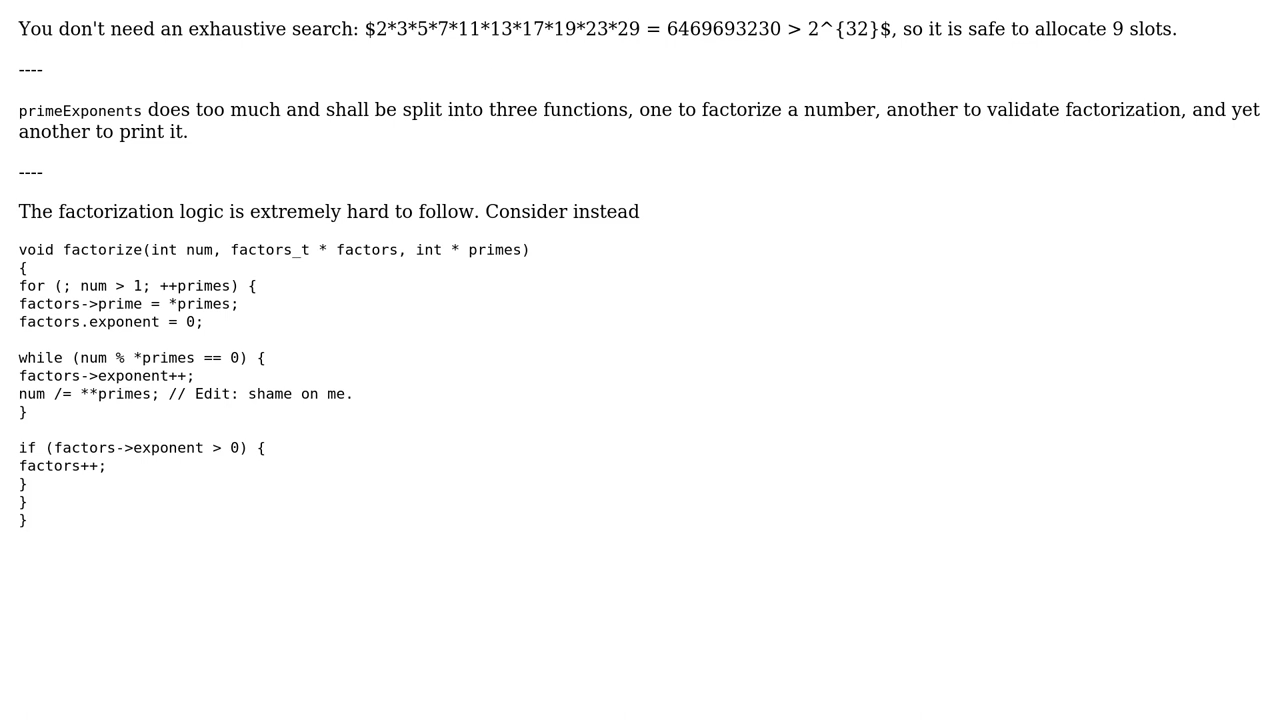 You don't need an exhaustive search: $2*3*5*7*11*13*17*19*23*29 = 6469693230 > 2^{32}$, so it is safe to allocate 9 slots.
----
primeExponents does too much and shall be split into three functions, one to factorize a number, another to validate factorization, and yet
another to print it.
----
The factorization logic is extremely hard to follow. Consider instead
void factorize(int num, factors_t * factors, int * primes)
{
for (; num > 1; ++primes) {
factors->prime = *primes;
factors.exponent = 0;
while (num % *primes == 0) {
factors->exponent++;
num /= **primes; // Edit: shame on me.
}
if (factors->exponent > 0) {
factors++;
}
}
}